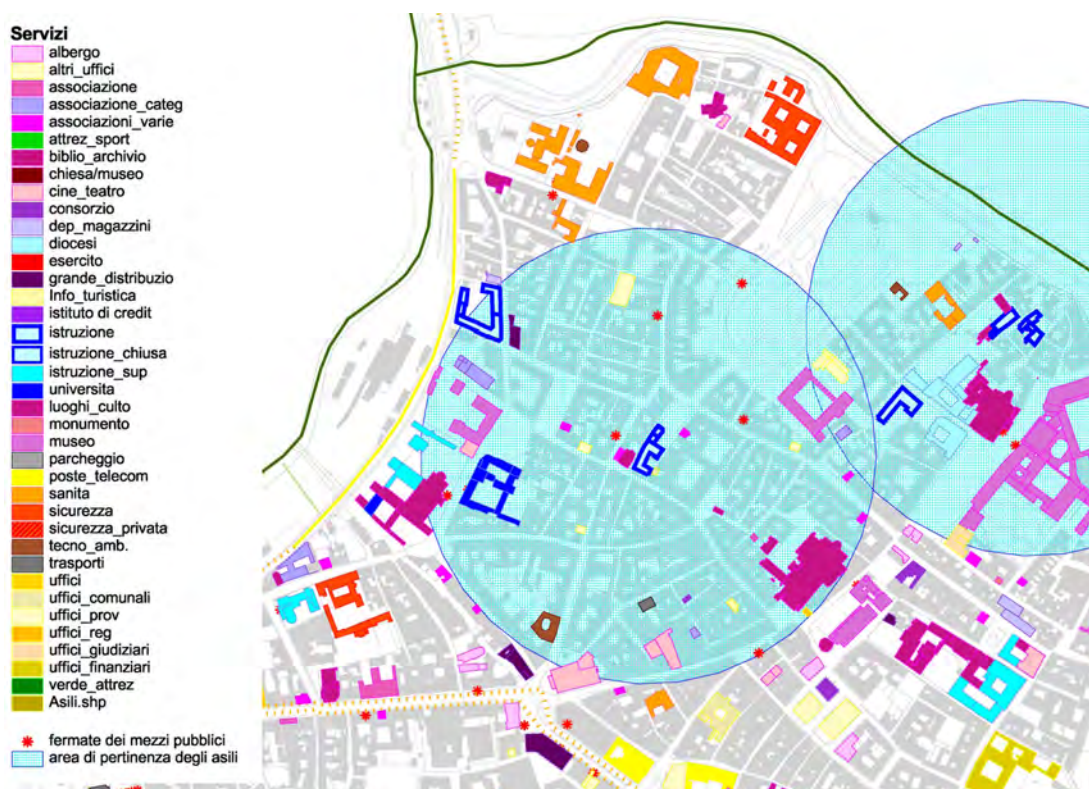 Servizi
albergo
altri_uffici
associazione
associazione_categ
associazioni_varie
attrez_sport
biblio_archivio
chiesa/museo
cine_teatro
consorzio
dep_magazzini
diocesi
esercito
grande_distribuzio
Info_turistica
istituto di credit
istruzione
istruzione_chiusa
istruzione_sup
universita
luoghi_culto
monumento
museo
parcheggio
poste_telecom
sanita
sicurezza
sicurezza_privata
tecno_amb.
trasporti
uffici
uffici_comunali
uffici_prov
uffici_reg
uffici_giudiziari
uffici_finanziari
verde_attrez
Asili.shp
fermate dei mezzi pubblici
area di pertinenza degli asili